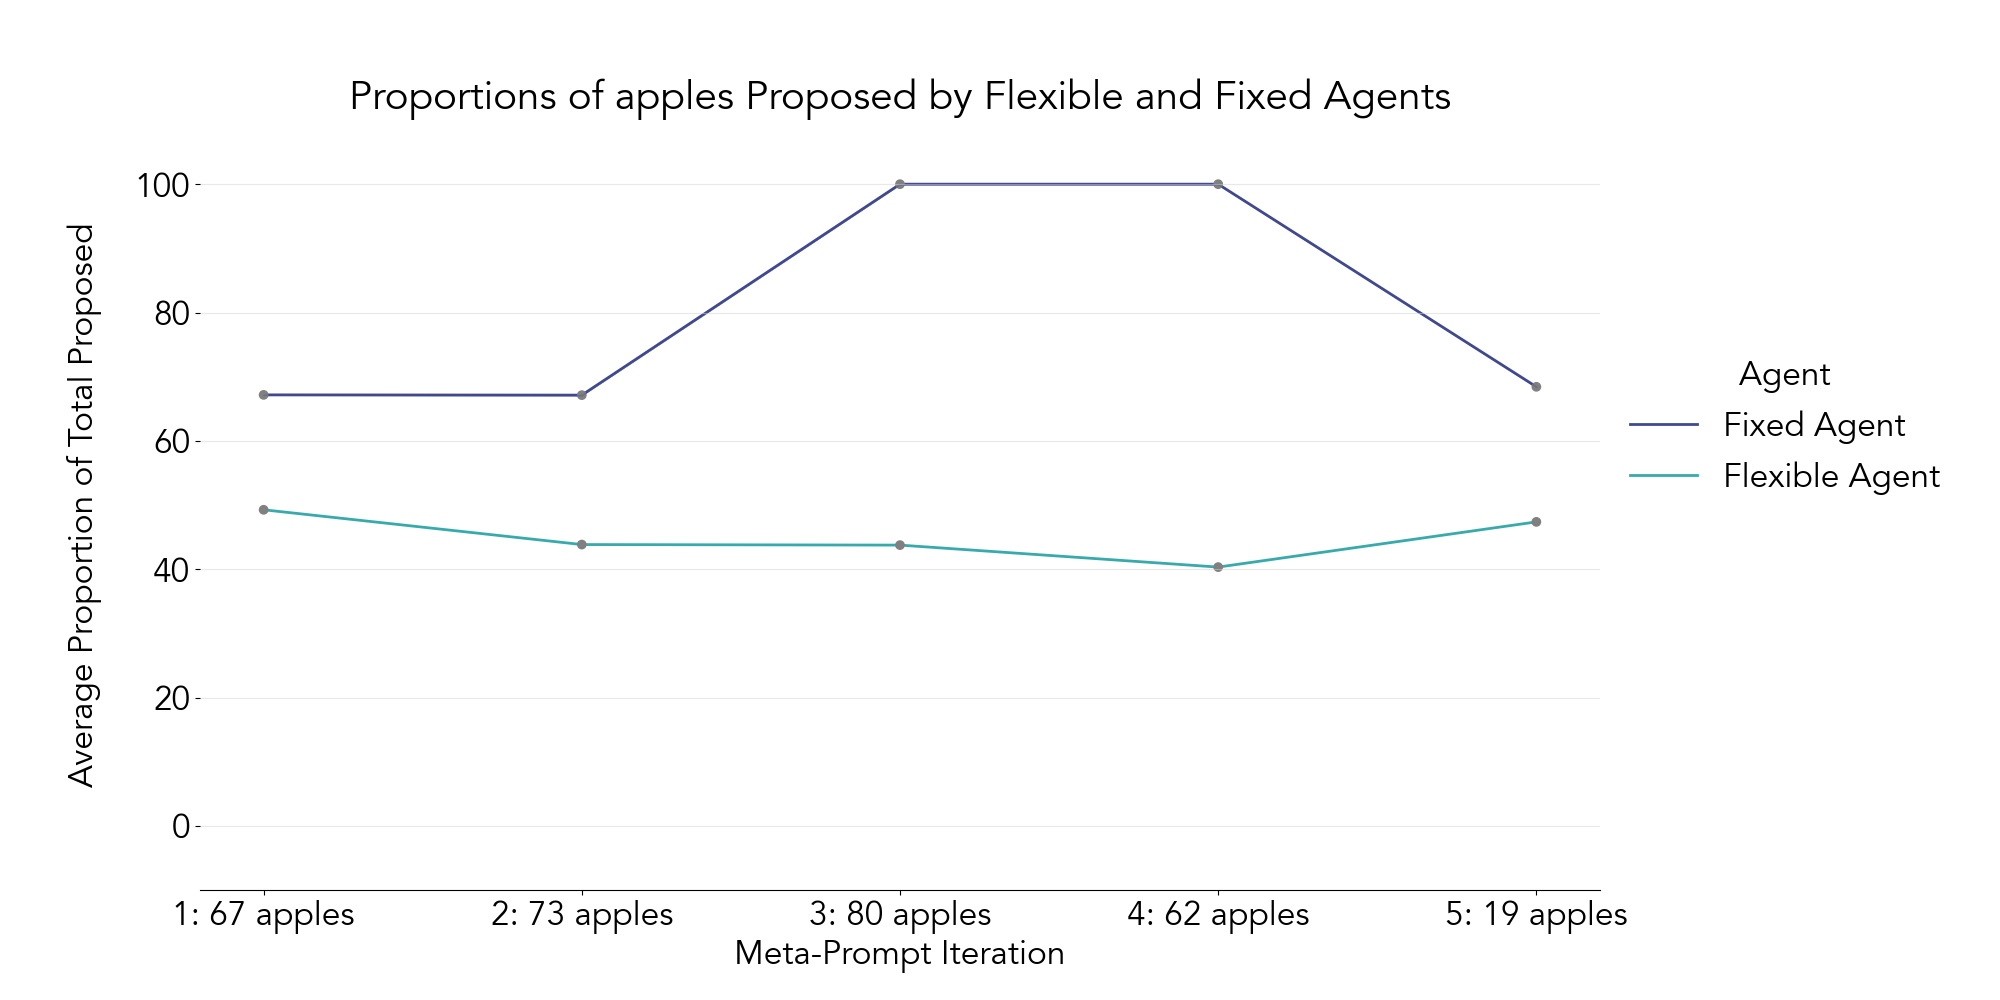 Proportions of apples Proposed by Flexible and Fixed Agents
Average Proportion of Total Proposed
100
80
60
40
20
0
1: 67 apples
2: 73 apples
3: 80 apples
4: 62 apples
5: 19 apples
Meta-Prompt Iteration
Agent
Fixed Agent
Flexible Agent